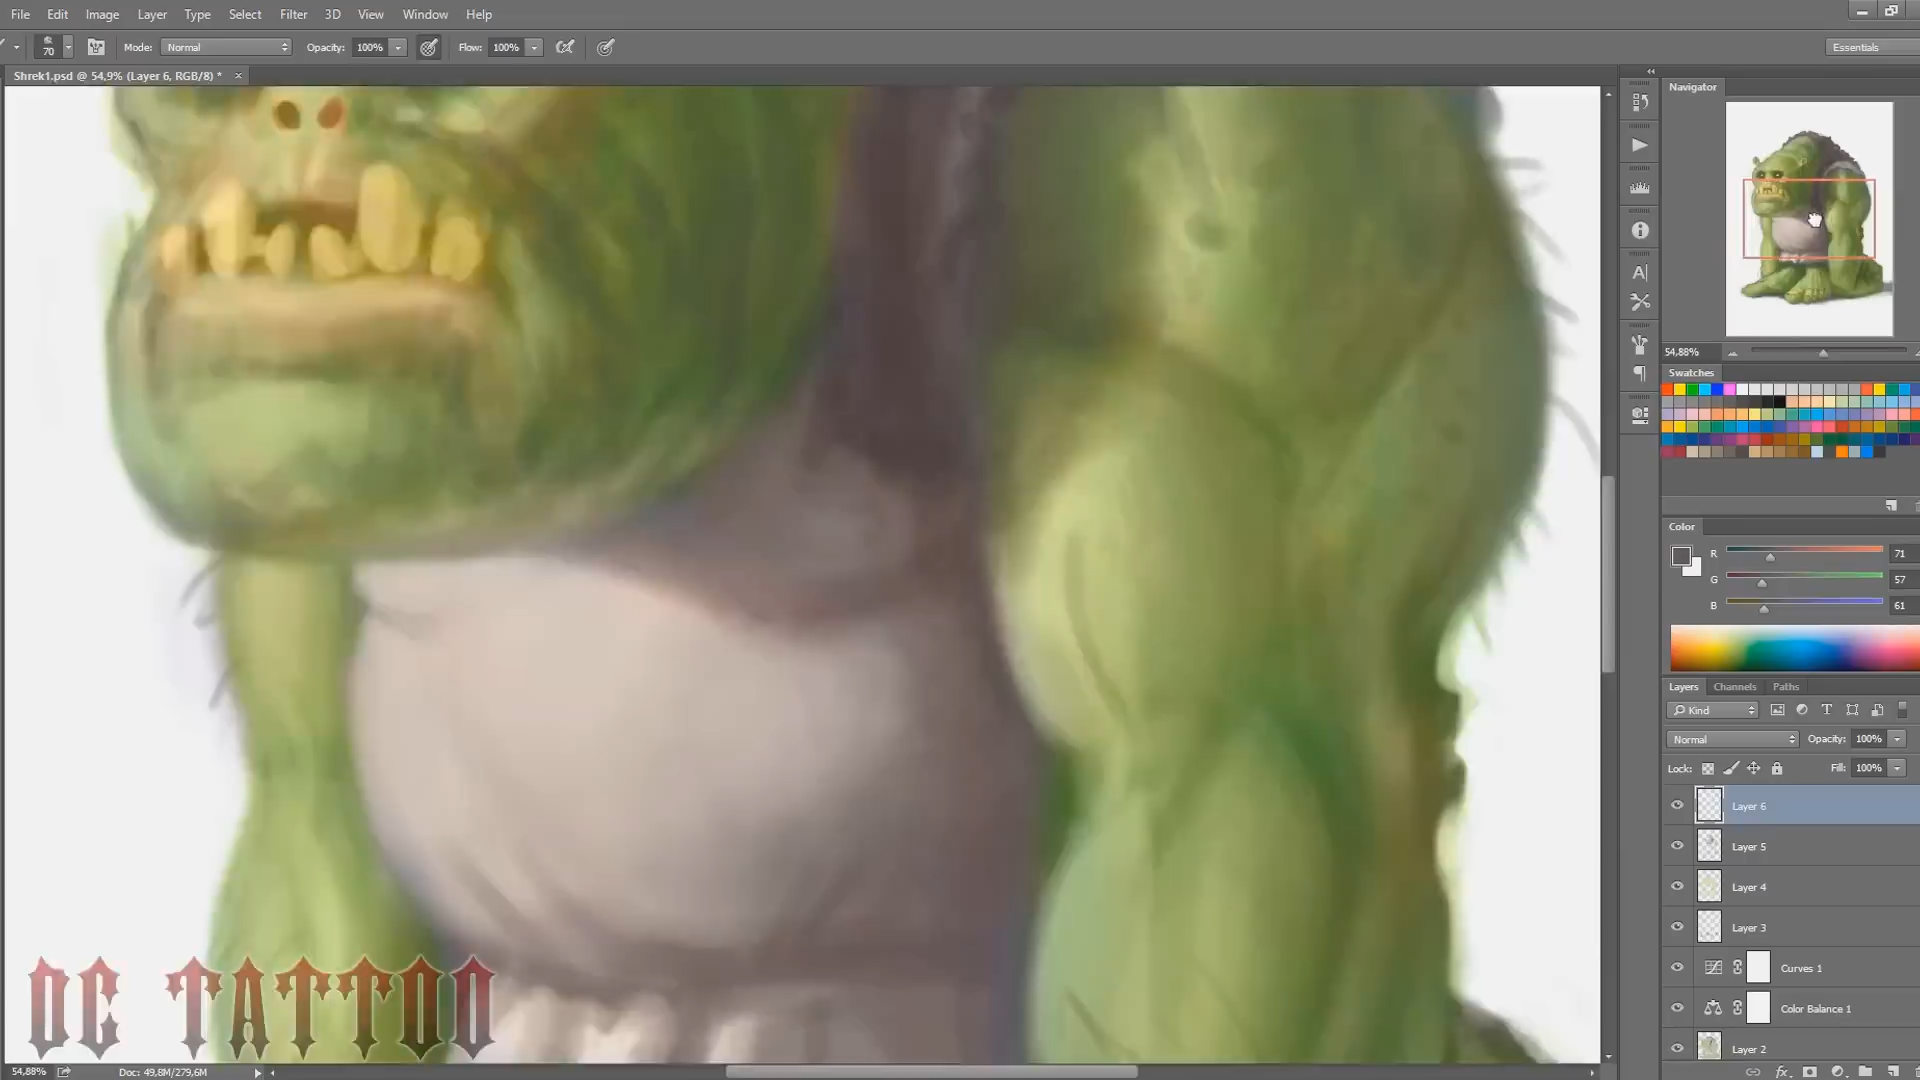 File Edit Image Layer Type Select Filter 3D View Window Help
70 Mode: Normal Opacity: 100% Flow: 100% Essentials
Shrek1.psd @ 54,9% (Layer 6, RGB/8) * ×
Navigator
54,88%
Swatches
Color
R 71
G 57
B 61
Layers Channels Paths
Kind
Normal Opacity: 100%
Lock: Fill: 100%
Layer 6
Layer 5
Layer 4
Layer 3
Curves 1
Color Balance 1
Layer 2
DC TATTOO
54,88% Doc: 49,8M/279,6M